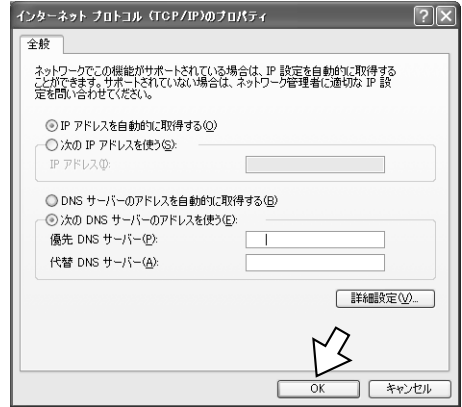 インターネット プロトコル (TCP/IP)のプロパティ
全般
ネットワークでこの機能がサポートされている場合は、IP 設定を自動的に取得する
ことができます。サポートされていない場合は、ネットワーク管理者に適切な IP 設
定を問い合わせてください。
IP アドレスを自動的に取得する(O)
次の IP アドレスを使う(S):
IP アドレス(I):
DNS サーバーのアドレスを自動的に取得する(B)
次の DNS サーバーのアドレスを使う(E):
優先 DNS サーバー(P):
代替 DNS サーバー(A):
詳細設定(V)...
OK
キャンセル